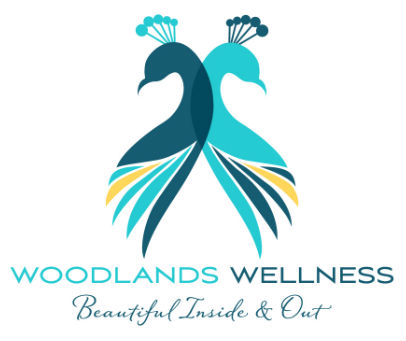 WOODLANDS WELLNESS
Beautiful Inside & Out